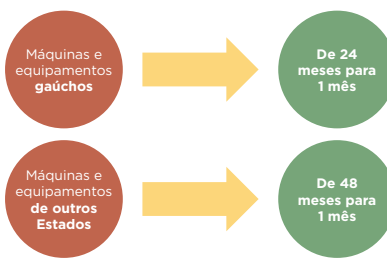 Máquinas e
equipamentos
gaúchos
De 24
meses para
1 mês
Máquinas e
equipamentos
de outros
Estados
De 48
meses para
1 mês